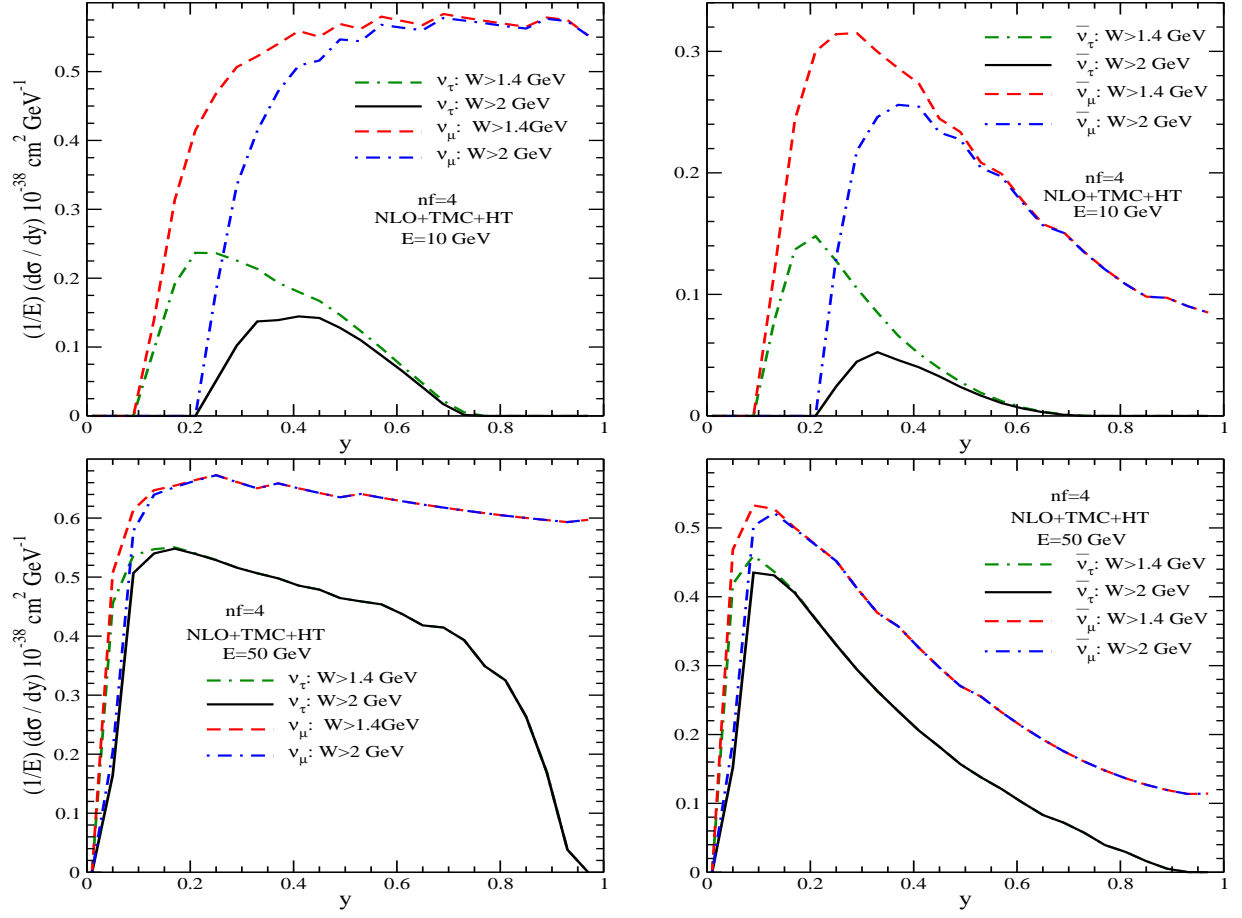 (1/E) (dσ / dy) 10^-38 cm^2 GeV^-1
0.5
0.4
0.3
0.2
0.1
0
0 0.2 0.4 0.6 0.8 1
y
ν_τ: W>1.4 GeV
ν_τ: W>2 GeV
ν_μ: W>1.4GeV
ν_μ: W>2 GeV
nf=4
NLO+TMC+HT
E=10 GeV
0.3
0.2
0.1
0
0 0.2 0.4 0.6 0.8 1
y
ν̅_τ: W>1.4 GeV
ν̅_τ: W>2 GeV
ν̅_μ: W>1.4 GeV
ν̅_μ: W>2 GeV
nf=4
NLO+TMC+HT
E=10 GeV
(1/E) (dσ / dy) 10^-38 cm^2 GeV^-1
0.6
0.5
0.4
0.3
0.2
0.1
0
0 0.2 0.4 0.6 0.8 1
y
nf=4
NLO+TMC+HT
E=50 GeV
ν_τ: W>1.4 GeV
ν_τ: W>2 GeV
ν_μ: W>1.4GeV
ν_μ: W>2 GeV
0.5
0.4
0.3
0.2
0.1
0
0 0.2 0.4 0.6 0.8 1
y
nf=4
NLO+TMC+HT
E=50 GeV
ν̅_τ: W>1.4 GeV
ν̅_τ: W>2 GeV
ν̅_μ: W>1.4 GeV
ν̅_μ: W>2 GeV